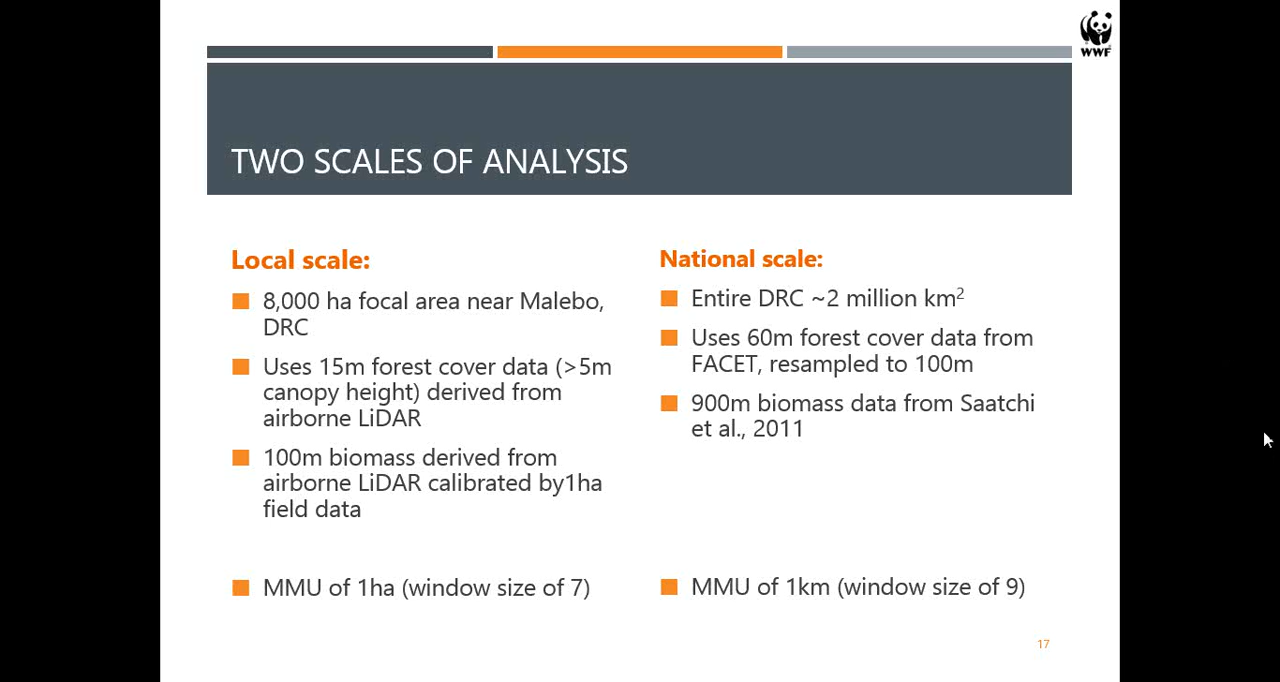 WWF
TWO SCALES OF ANALYSIS
Local scale:
8,000 ha focal area near Malebo,
DRC
Uses 15m forest cover data (>5m
canopy height) derived from
airborne LiDAR
100m biomass derived from
airborne LiDAR calibrated by1ha
field data
MMU of 1ha (window size of 7)
National scale:
Entire DRC ~2 million km²
Uses 60m forest cover data from
FACET, resampled to 100m
900m biomass data from Saatchi
et al., 2011
MMU of 1km (window size of 9)
17